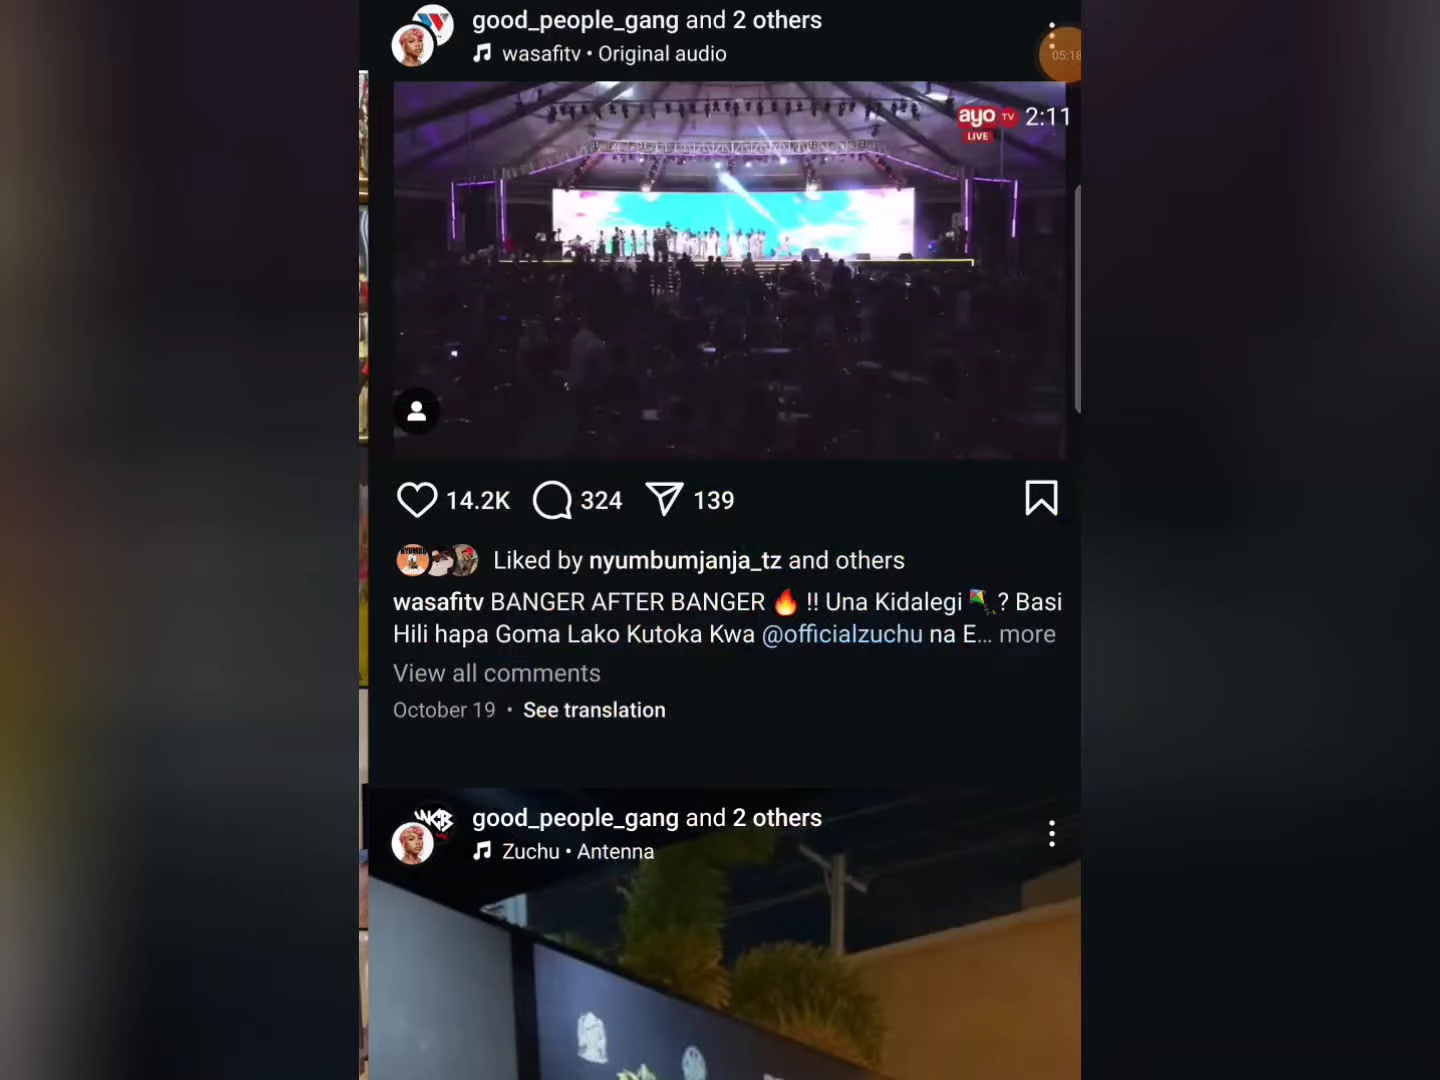 good_people_gang and 2 others
wasafitv • Original audio
05:18
ayo TV
LIVE
2:11
14.2K
324
139
NYUMBU
Liked by nyumbumjanja_tz and others
wasafitv BANGER AFTER BANGER 🔥 !! Una Kidalegi 🪁? Basi
Hili hapa Goma Lako Kutoka Kwa @officialzuchu na E... more
View all comments
October 19 • See translation
good_people_gang and 2 others
Zuchu • Antenna